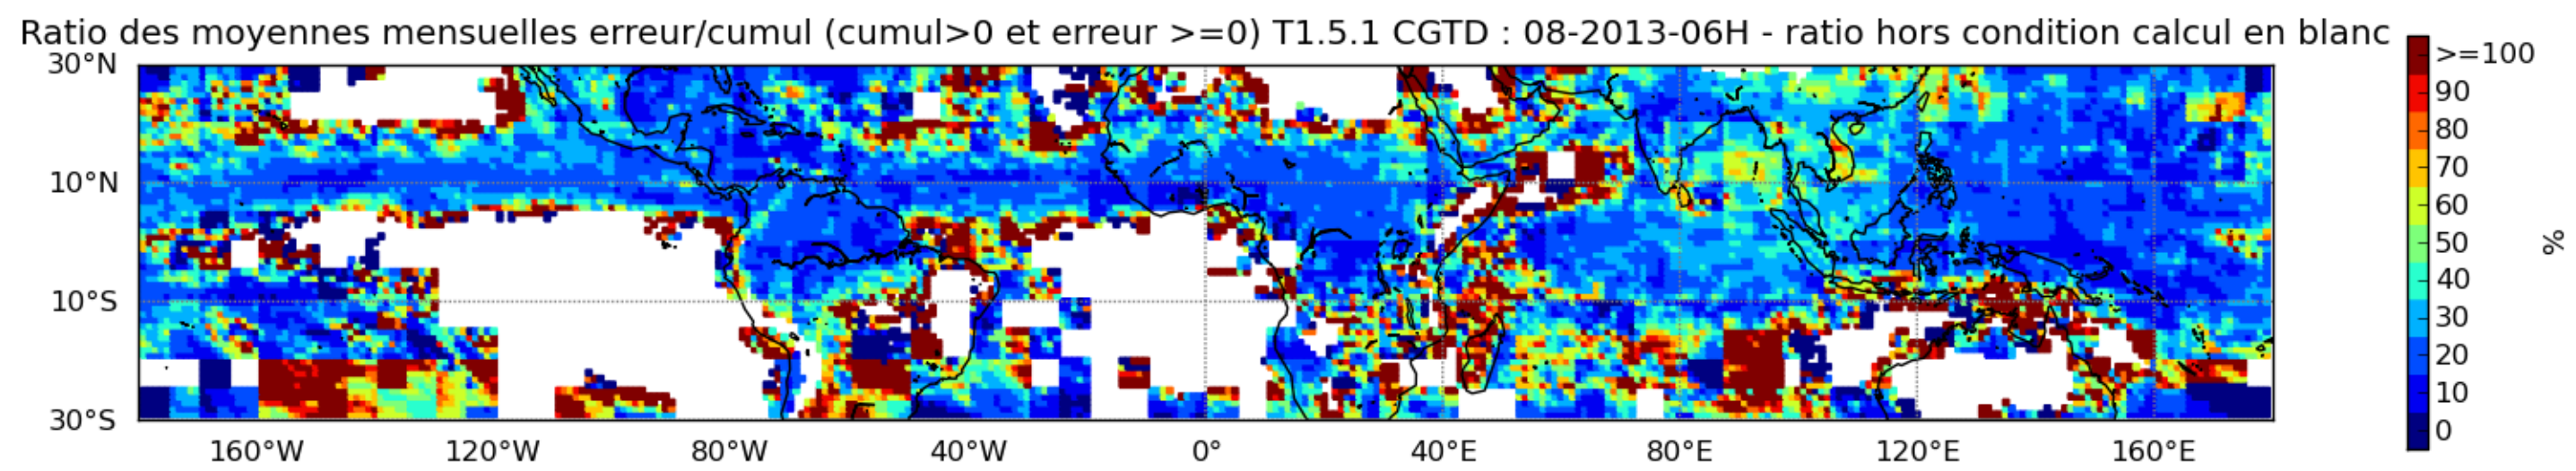 Ratio des moyennes mensuelles erreur/cumul (cumul>0 et erreur >=0) T1.5.1 CGTD : 08-2013-06H - ratio hors condition calcul en blanc
30°N
10°N
10°S
30°S
160°W 120°W 80°W 40°W 0° 40°E 80°E 120°E 160°E
>=100
90
80
70
60
50
40
30
20
10
0
%